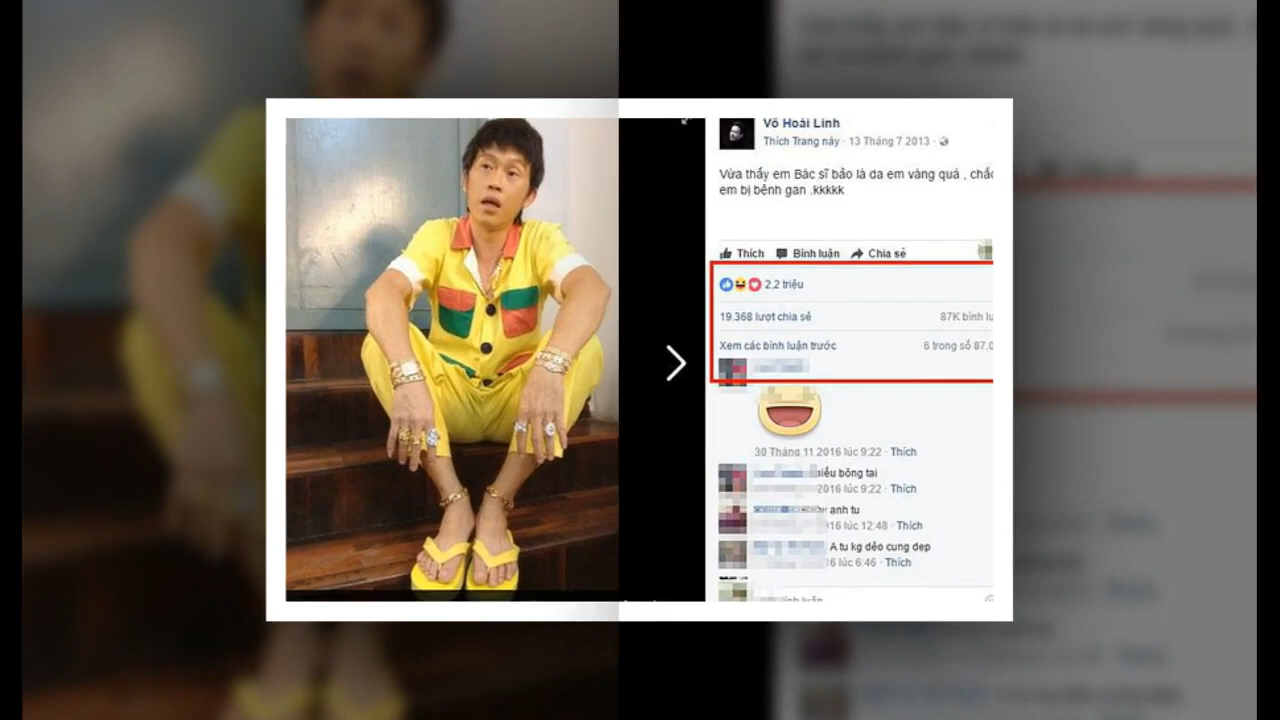 Võ Hoài Linh
Thích Trang này · 13 Tháng 7 2013 ·
Vừa thấy em Bác sĩ bảo là da em vàng quá , chắc
em bị bệnh gan .kkkkk
Thích Bình luận Chia sẻ
2,2 triệu
19.368 lượt chia sẻ 87K bình lu
Xem các bình luận trước 6 trong số 87.0
30 Tháng 11 2016 lúc 9:22 · Thích
bông tai
2016 lúc 9:22 · Thích
anh tu
16 lúc 12:48 · Thích
A tu kg dẻo cung dep
16 lúc 6:46 · Thích